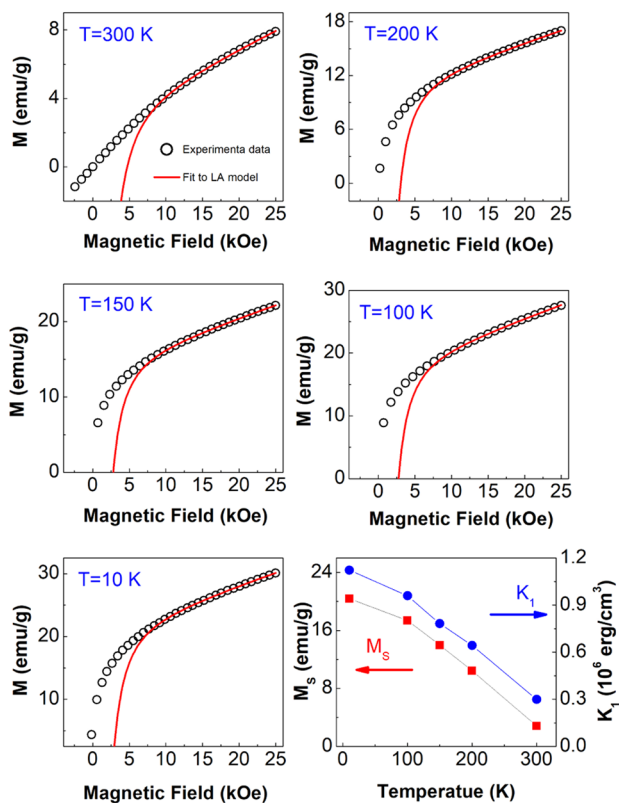 T=300 K
8
4
0
M (emu/g)
Experimenta data
Fit to LA model
0 5 10 15 20 25
Magnetic Field (kOe)
T=200 K
18
12
6
0
M (emu/g)
0 5 10 15 20 25
Magnetic Field (kOe)
T=150 K
20
10
0
M (emu/g)
0 5 10 15 20 25
Magnetic Field (kOe)
T=100 K
30
20
10
0
M (emu/g)
0 5 10 15 20 25
Magnetic Field (kOe)
T=10 K
30
20
10
M (emu/g)
0 5 10 15 20 25
Magnetic Field (kOe)
24
16
8
0
M_S (emu/g)
K_1
M_S
1.2
0.9
0.6
0.3
0.0
K_1 (10^6 erg/cm^3)
0 100 200 300
Temperatue (K)